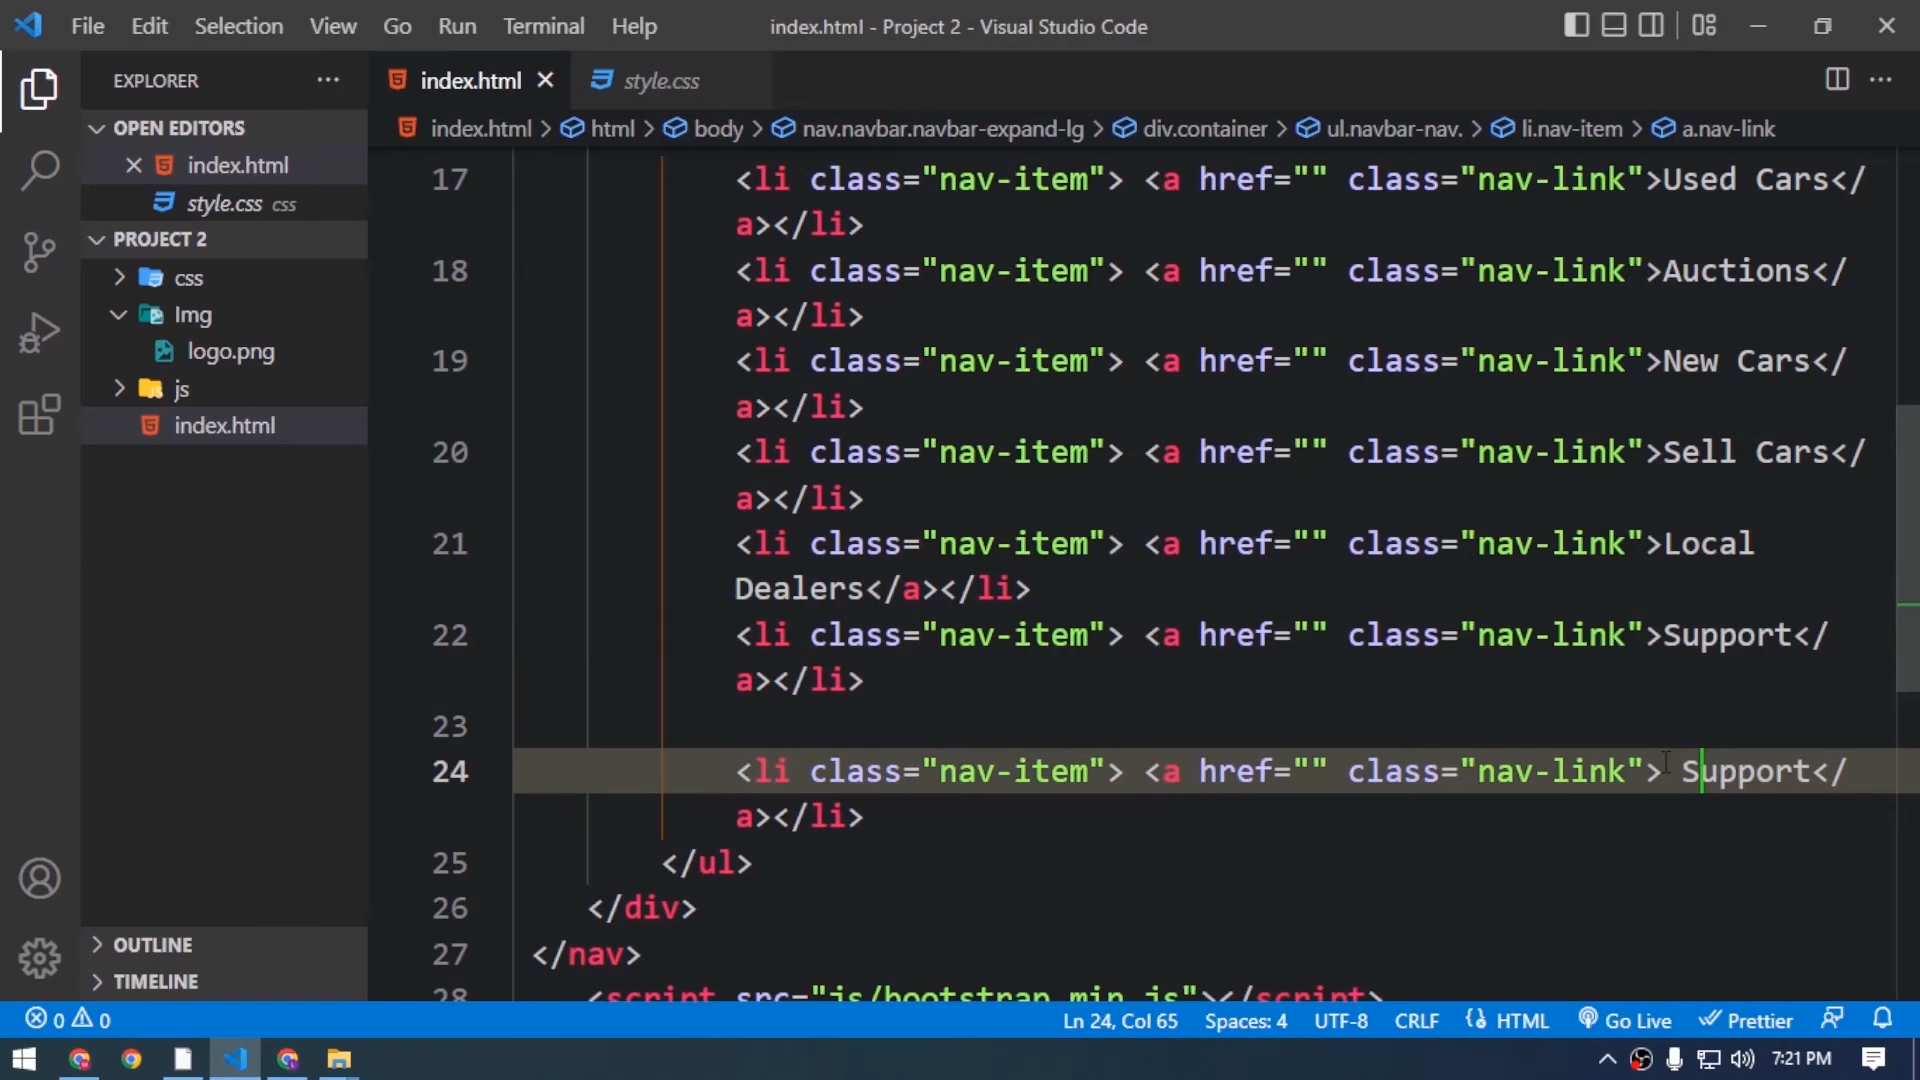 File Edit Selection View Go Run Terminal Help index.html - Project 2 - Visual Studio Code
EXPLORER
index.html
style.css
OPEN EDITORS
index.html > html > body > nav.navbar.navbar-expand-lg > div.container > ul.navbar-nav. > li.nav-item > a.nav-link
index.html
style.css css
PROJECT 2
css
Img
logo.png
js
index.html
OUTLINE
TIMELINE
17 <li class="nav-item"> <a href="" class="nav-link">Used Cars</
a></li>
18 <li class="nav-item"> <a href="" class="nav-link">Auctions</
a></li>
19 <li class="nav-item"> <a href="" class="nav-link">New Cars</
a></li>
20 <li class="nav-item"> <a href="" class="nav-link">Sell Cars</
a></li>
21 <li class="nav-item"> <a href="" class="nav-link">Local
Dealers</a></li>
22 <li class="nav-item"> <a href="" class="nav-link">Support</
a></li>
23
24 <li class="nav-item"> <a href="" class="nav-link"> Support</
a></li>
25 </ul>
26 </div>
27 </nav>
28 <script src="js/bootstrap.min.js"></script>
0 0 Ln 24, Col 65 Spaces: 4 UTF-8 CRLF HTML Go Live Prettier
7:21 PM